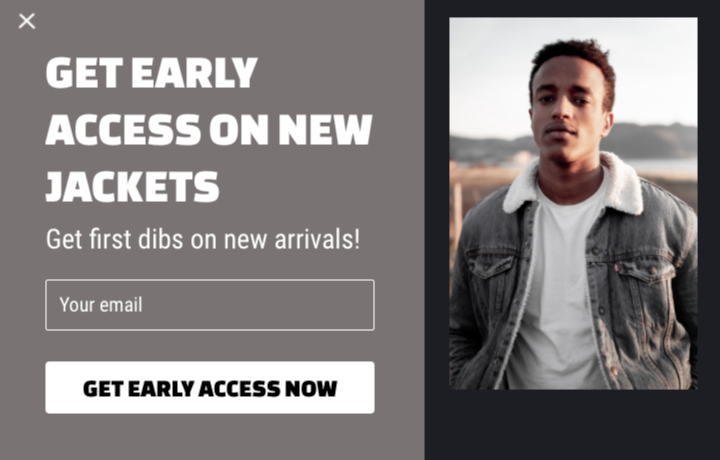 GET EARLY
ACCESS ON NEW
JACKETS
Get first dibs on new arrivals!
Your email
GET EARLY ACCESS NOW